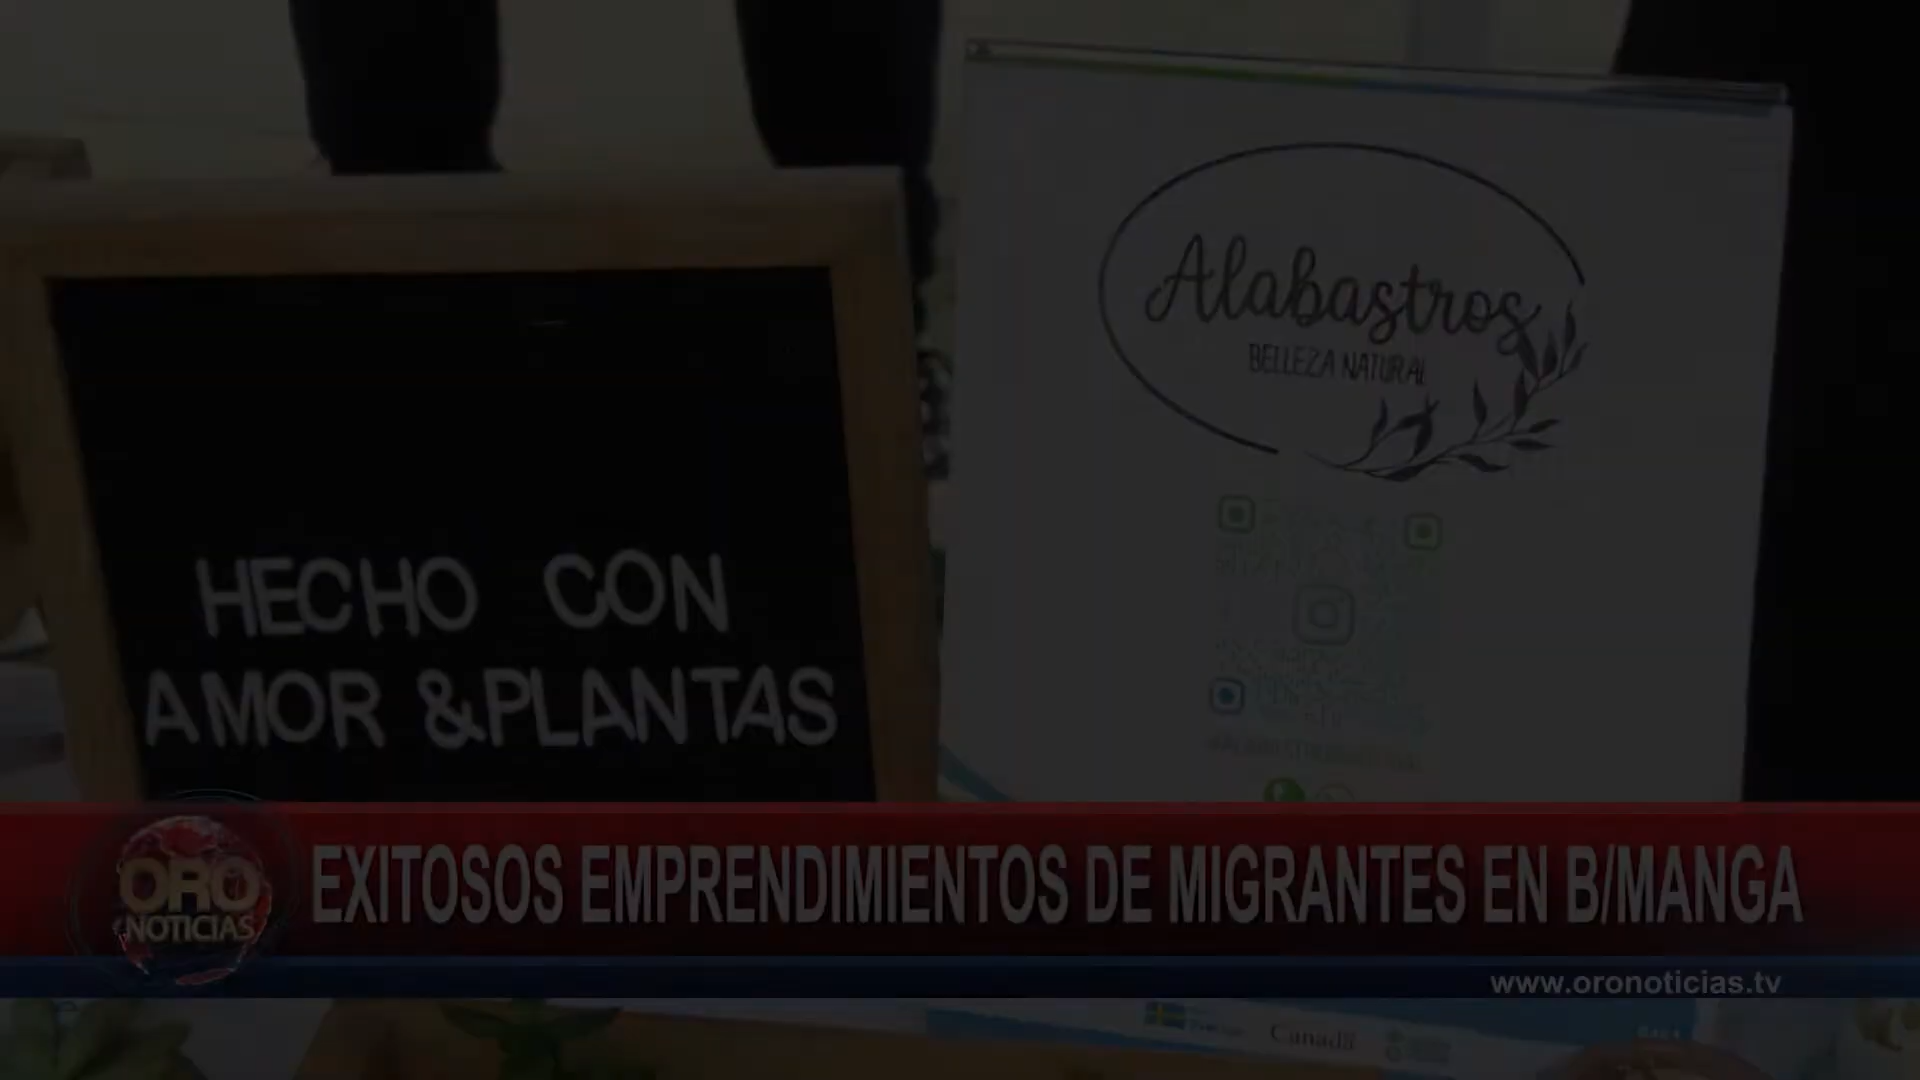 Alabastros
BELLEZA NATURAL
HECHO CON
AMOR & PLANTAS
ORO
NOTICIAS
EXITOSOS EMPRENDIMIENTOS DE MIGRANTES EN B/MANGA
www.oronoticias.tv
Canadá